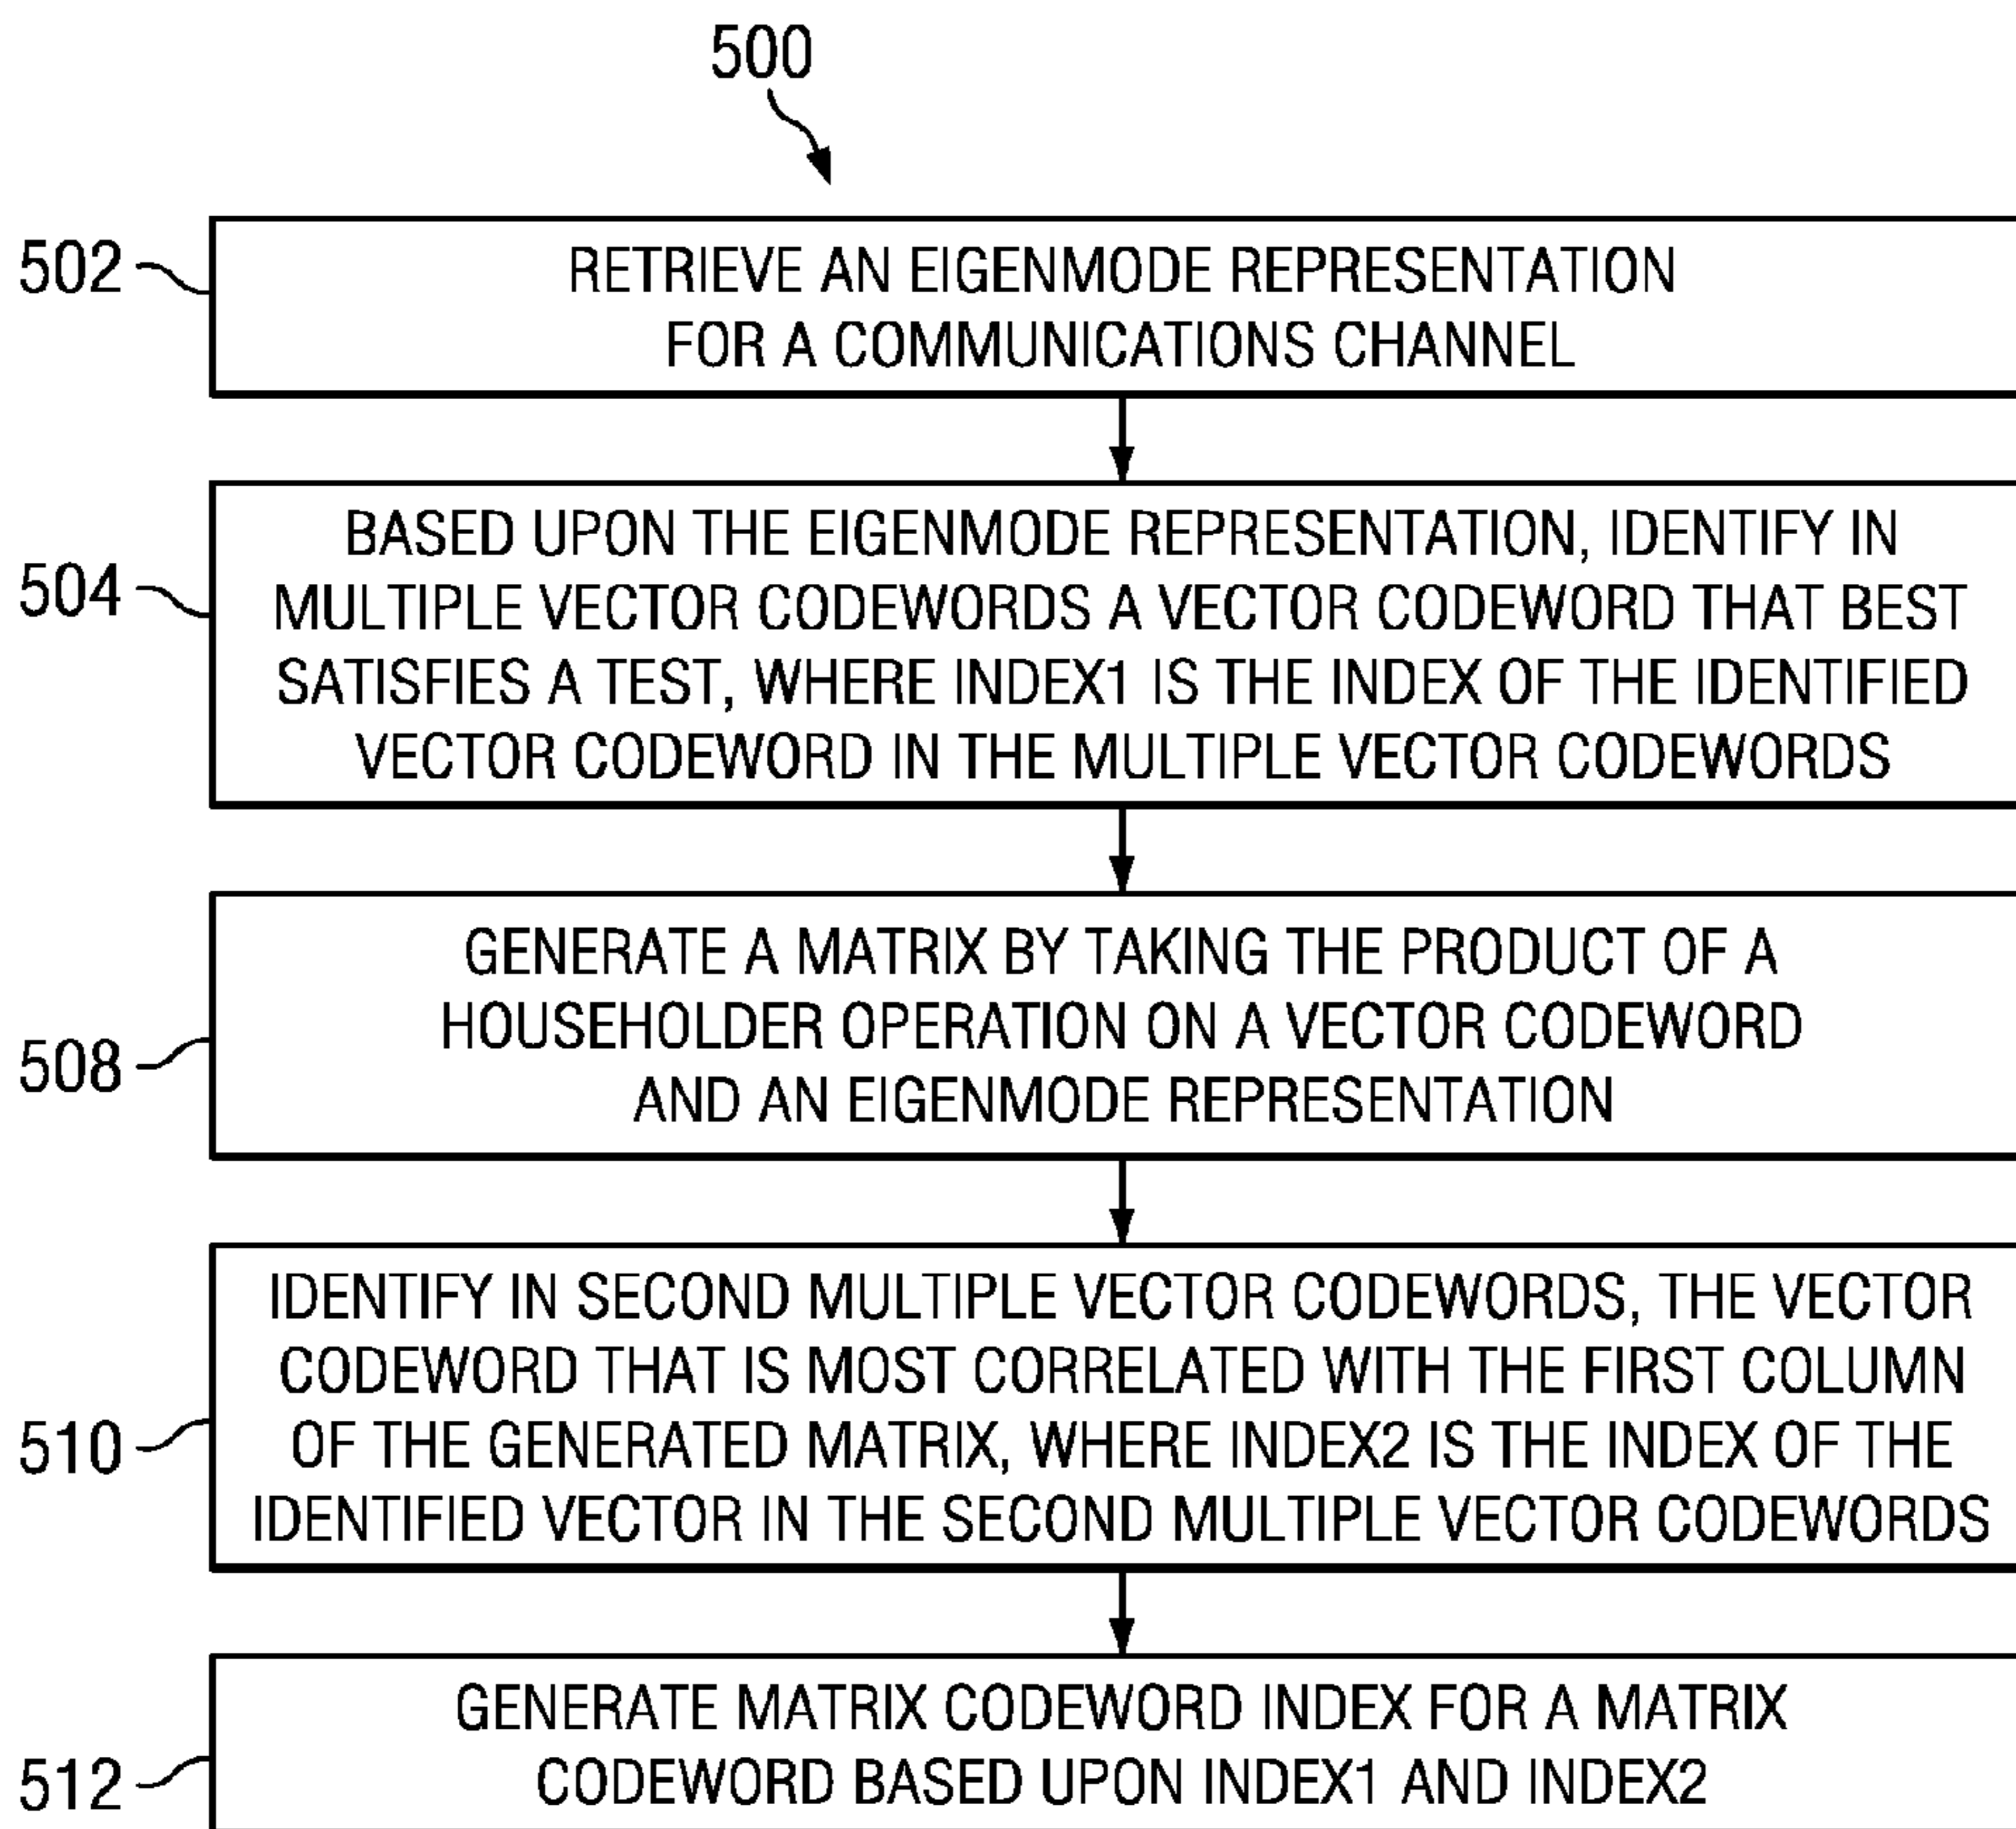 500
502
RETRIEVE AN EIGENMODE REPRESENTATION
FOR A COMMUNICATIONS CHANNEL
504
BASED UPON THE EIGENMODE REPRESENTATION, IDENTIFY IN
MULTIPLE VECTOR CODEWORDS A VECTOR CODEWORD THAT BEST
SATISFIES A TEST, WHERE INDEX1 IS THE INDEX OF THE IDENTIFIED
VECTOR CODEWORD IN THE MULTIPLE VECTOR CODEWORDS
508
GENERATE A MATRIX BY TAKING THE PRODUCT OF A
HOUSEHOLDER OPERATION ON A VECTOR CODEWORD
AND AN EIGENMODE REPRESENTATION
510
IDENTIFY IN SECOND MULTIPLE VECTOR CODEWORDS, THE VECTOR
CODEWORD THAT IS MOST CORRELATED WITH THE FIRST COLUMN
OF THE GENERATED MATRIX, WHERE INDEX2 IS THE INDEX OF THE
IDENTIFIED VECTOR IN THE SECOND MULTIPLE VECTOR CODEWORDS
512
GENERATE MATRIX CODEWORD INDEX FOR A MATRIX
CODEWORD BASED UPON INDEX1 AND INDEX2